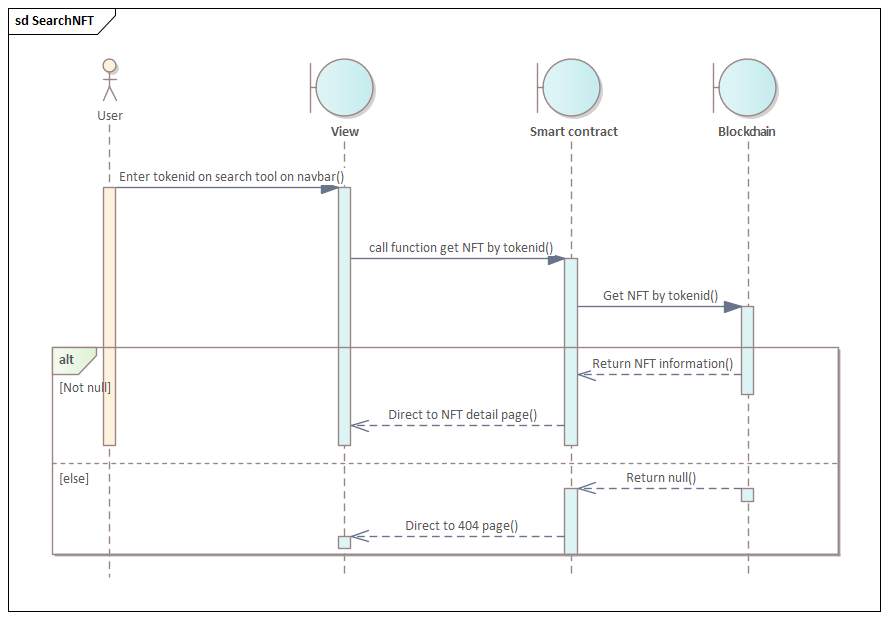 sd SearchNFT
User
View
Smart contract
Blockchain
Enter tokenid on search tool on navbar()
call function get NFT by tokenid()
Get NFT by tokenid()
alt
Return NFT information()
[Not null]
Direct to NFT detail page()
[else]
Return null()
Direct to 404 page()